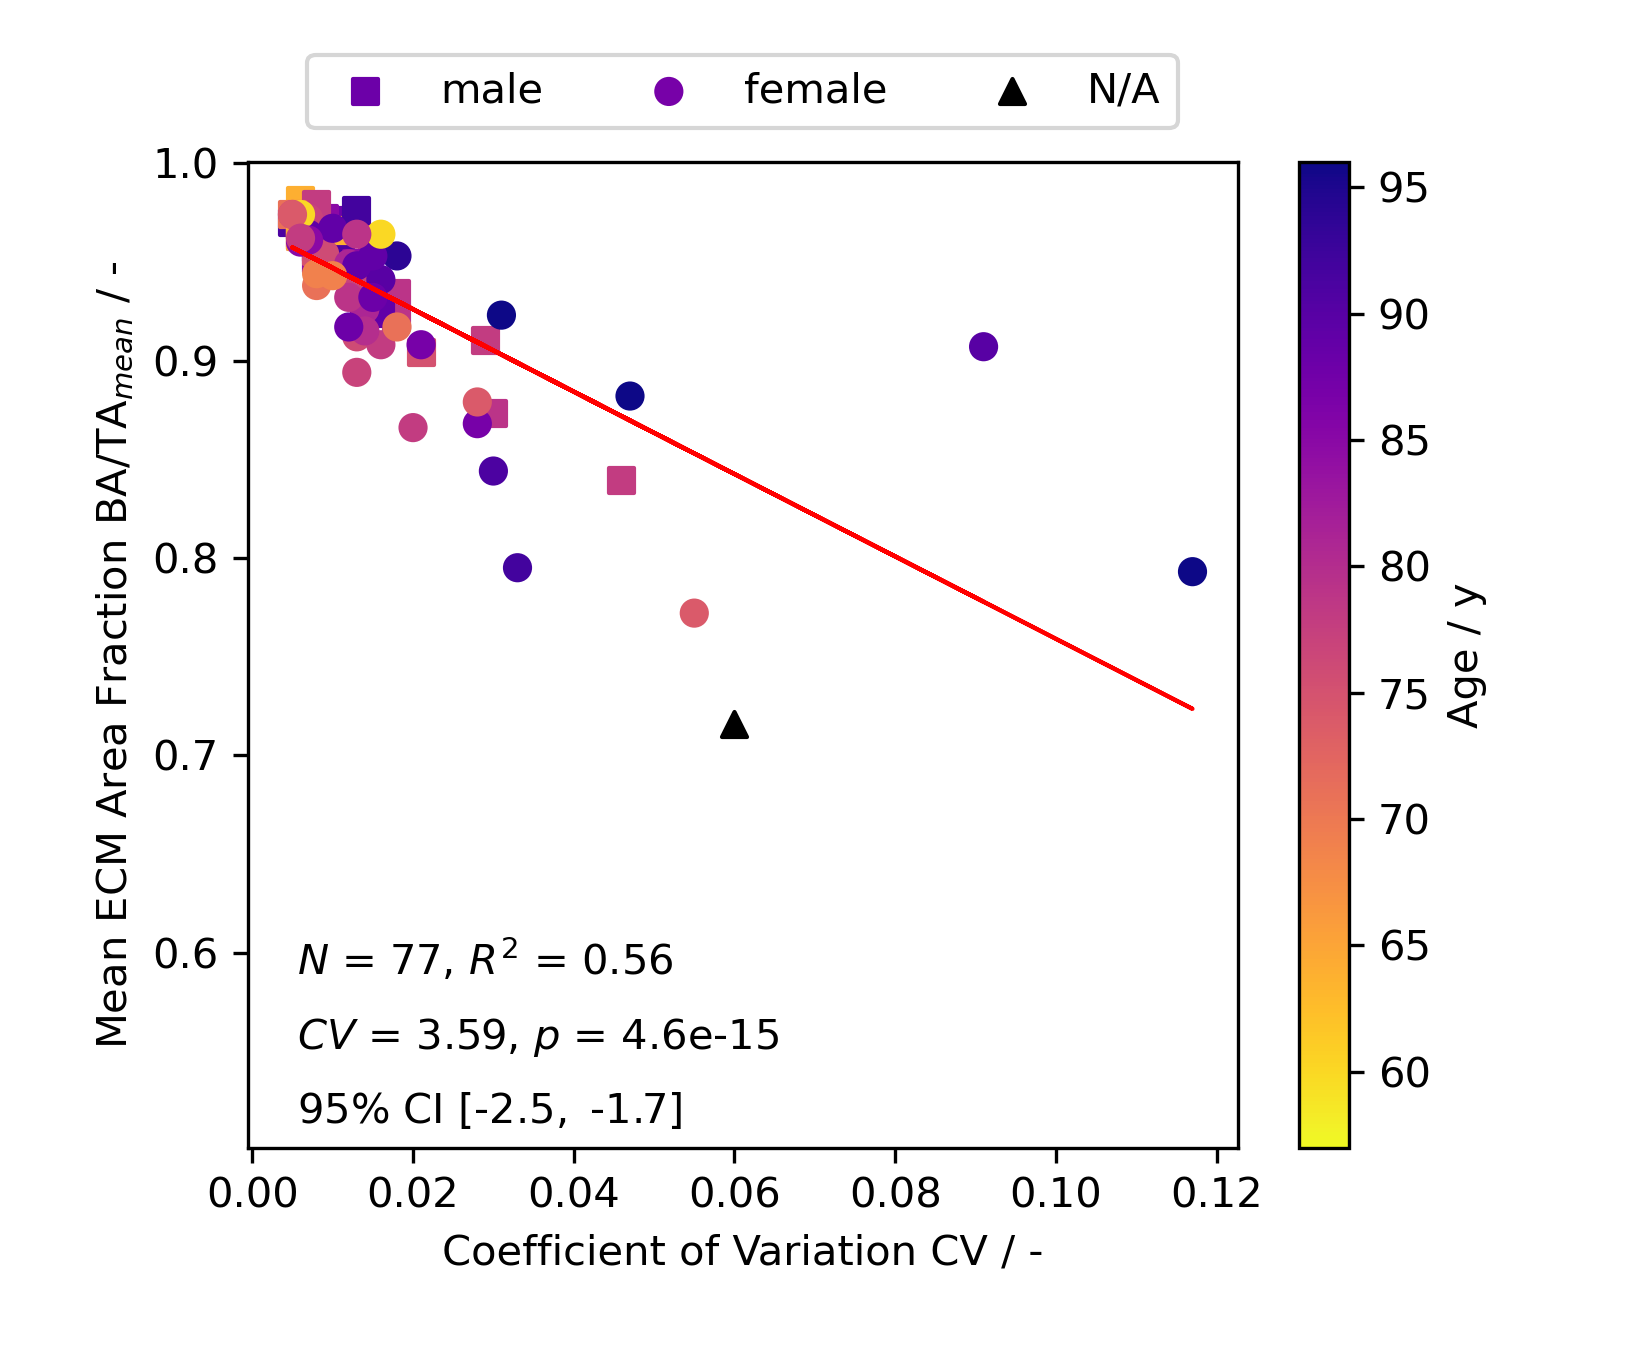 male female N/A
1.0
0.9
0.8
0.7
0.6
Mean ECM Area Fraction BA/TA_mean / -
N = 77, R² = 0.56
CV = 3.59, p = 4.6e-15
95% CI [-2.5, -1.7]
0.00 0.02 0.04 0.06 0.08 0.10 0.12
Coefficient of Variation CV / -
95
90
85
80
75
70
65
60
Age / y